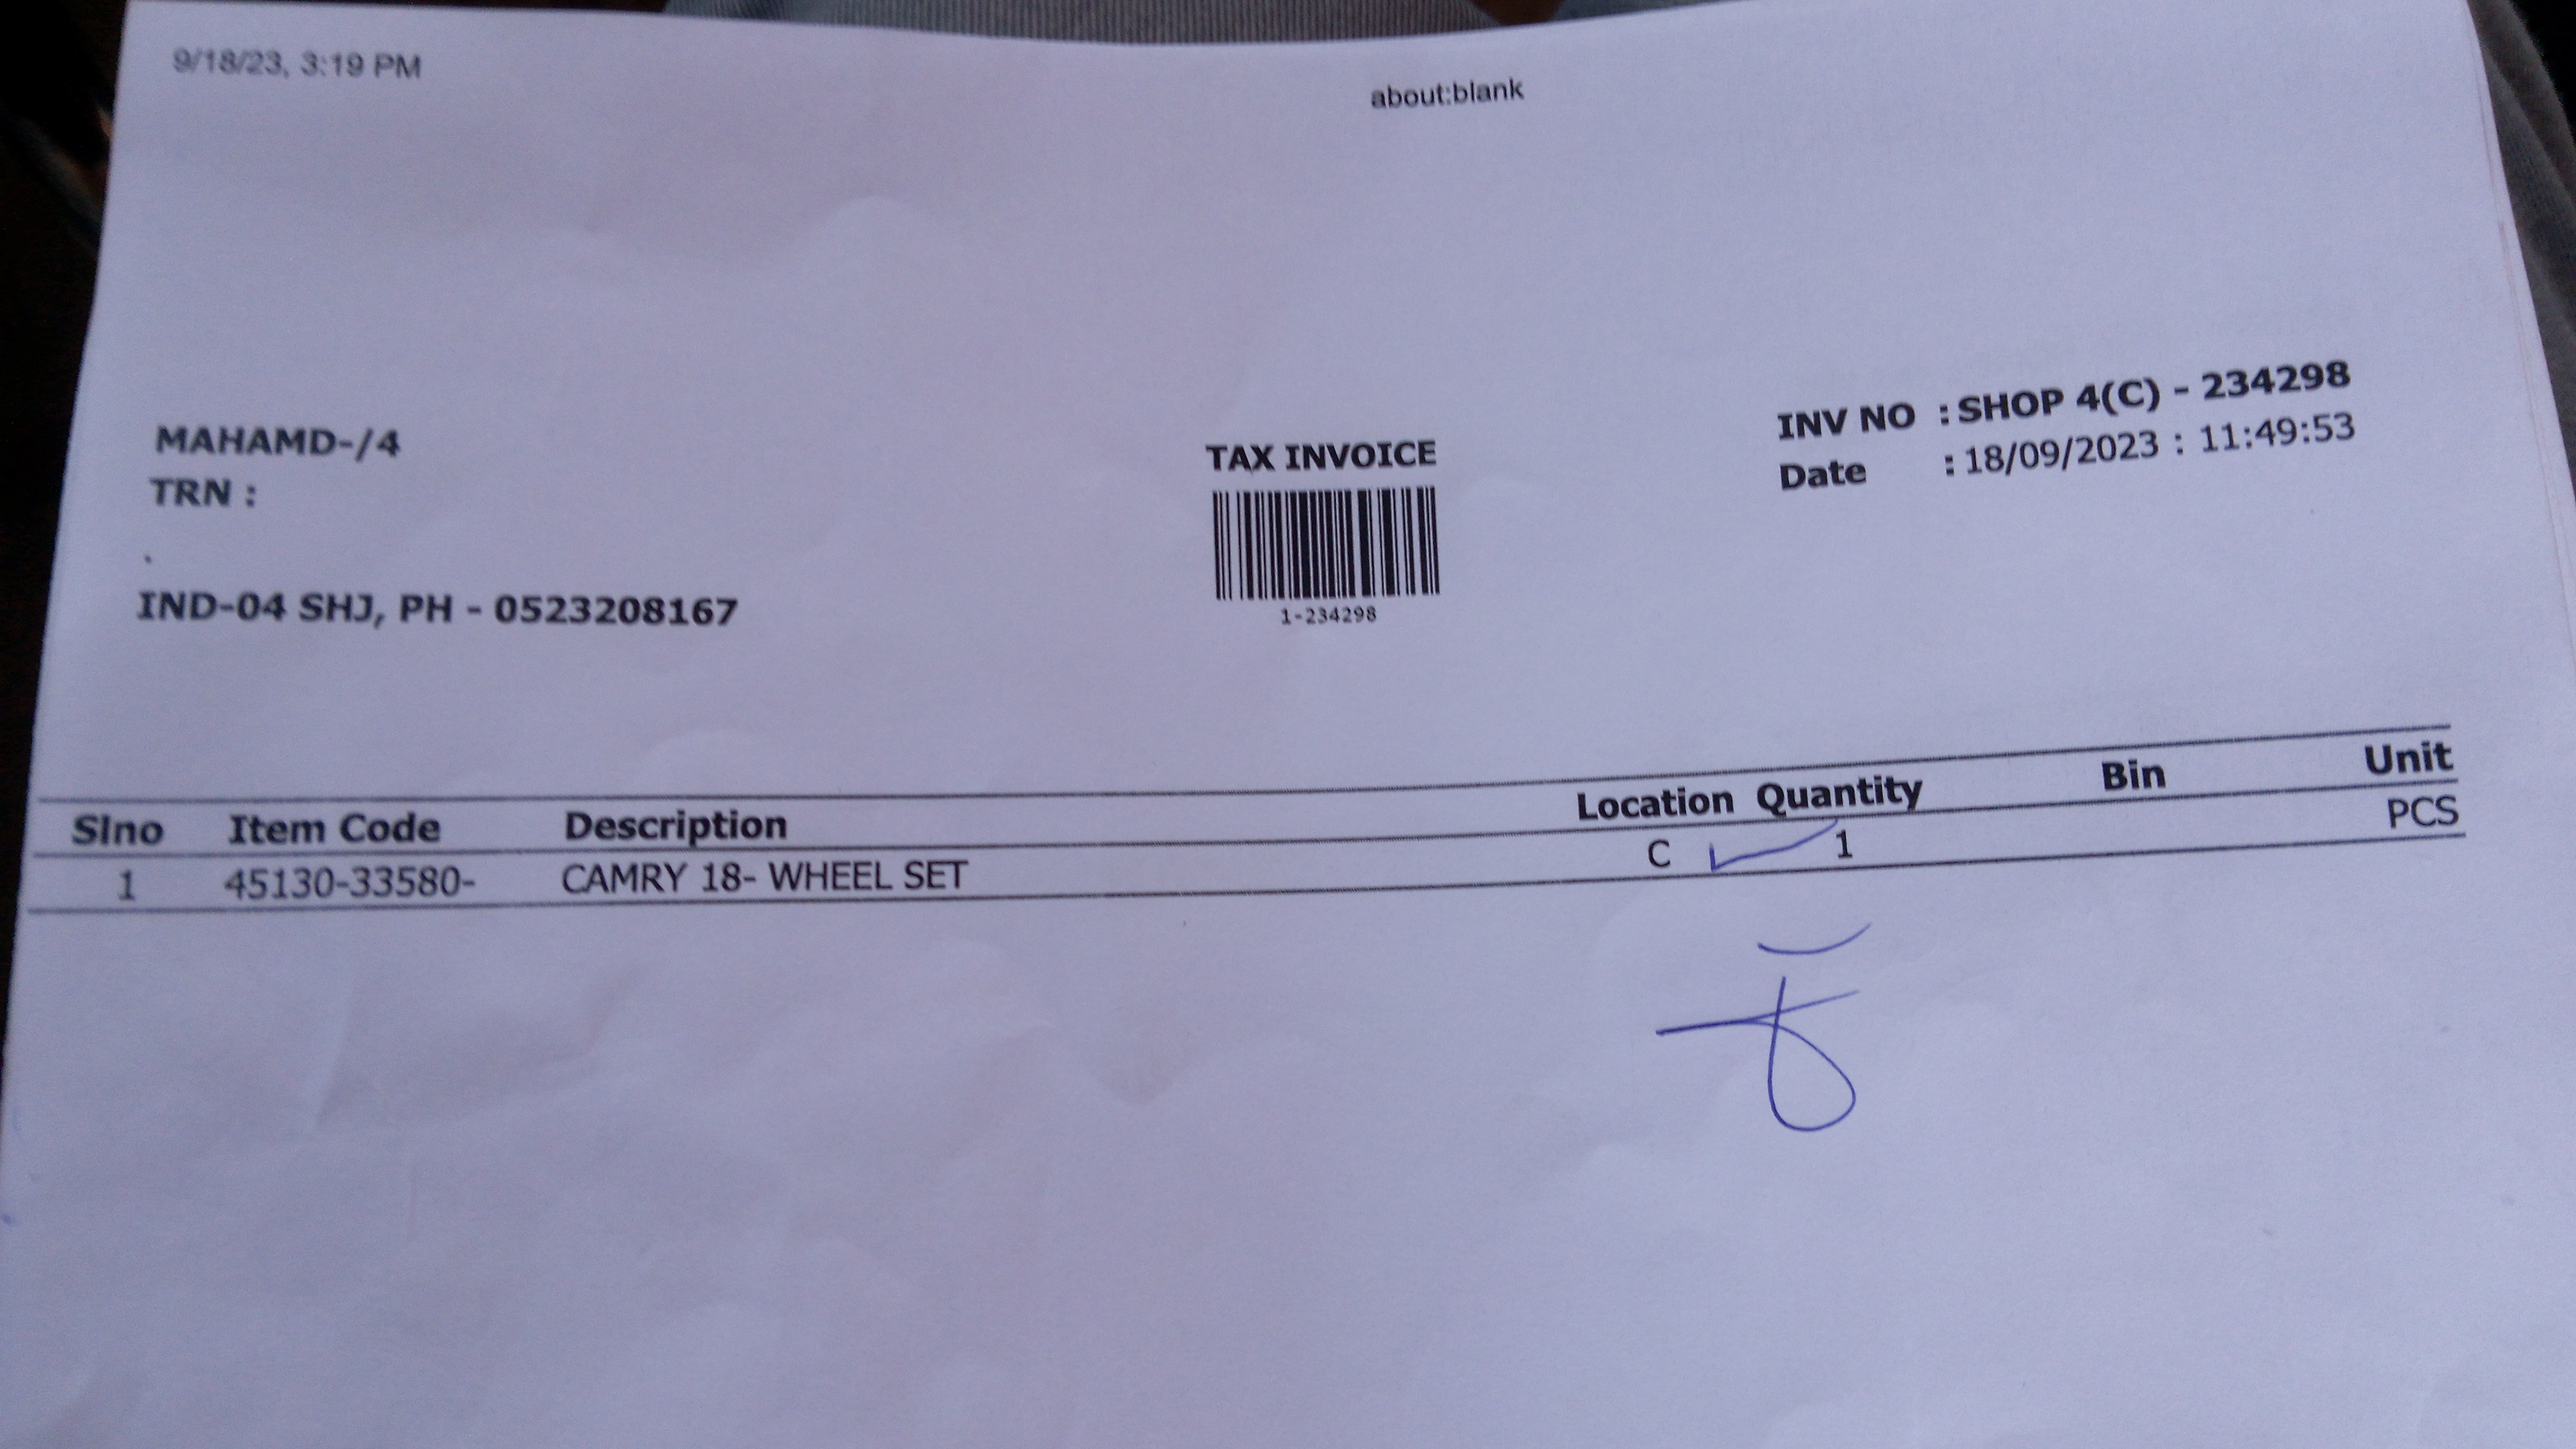 9/18/23, 3:19 PM
about:blank
MAHAMD-/4
TRN :
.
IND-04 SHJ, PH - 0523208167
TAX INVOICE
1-234298
INV NO : SHOP 4(C) - 234298
Date : 18/09/2023 : 11:49:53
Slno Item Code Description Location Quantity Bin Unit
1 45130-33580- CAMRY 18- WHEEL SET C 1 PCS